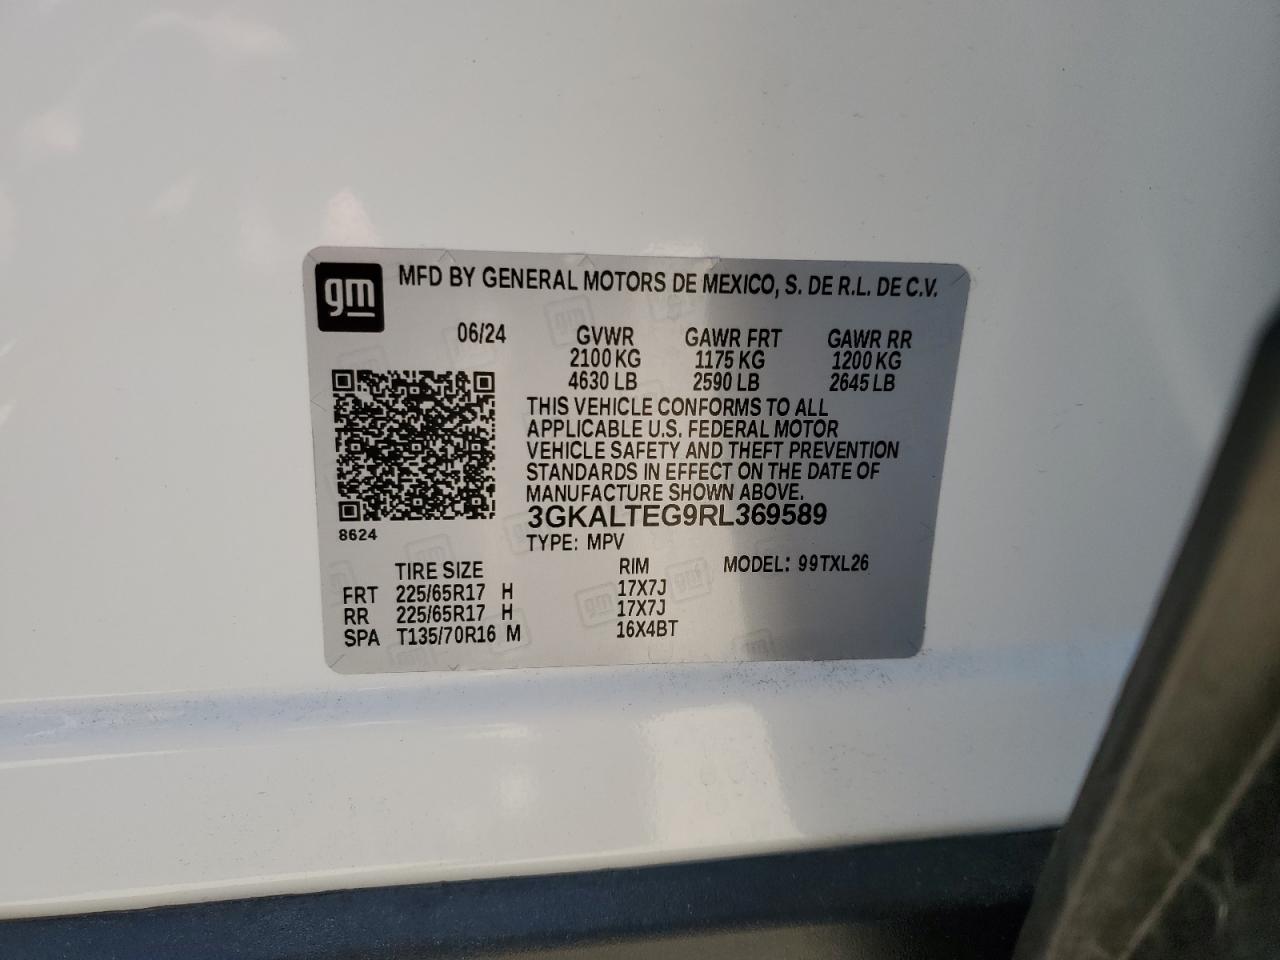 gm
MFD BY GENERAL MOTORS DE MEXICO, S. DE R.L. DE C.V.
06/24 GVWR GAWR FRT GAWR RR
2100 KG 1175 KG 1200 KG
4630 LB 2590 LB 2645 LB
THIS VEHICLE CONFORMS TO ALL
APPLICABLE U.S. FEDERAL MOTOR
VEHICLE SAFETY AND THEFT PREVENTION
STANDARDS IN EFFECT ON THE DATE OF
MANUFACTURE SHOWN ABOVE.
3GKALTEG9RL369589
8624
TYPE: MPV
TIRE SIZE RIM MODEL: 99TXL26
FRT 225/65R17 H 17X7J
RR 225/65R17 H 17X7J
SPA T135/70R16 M 16X4BT